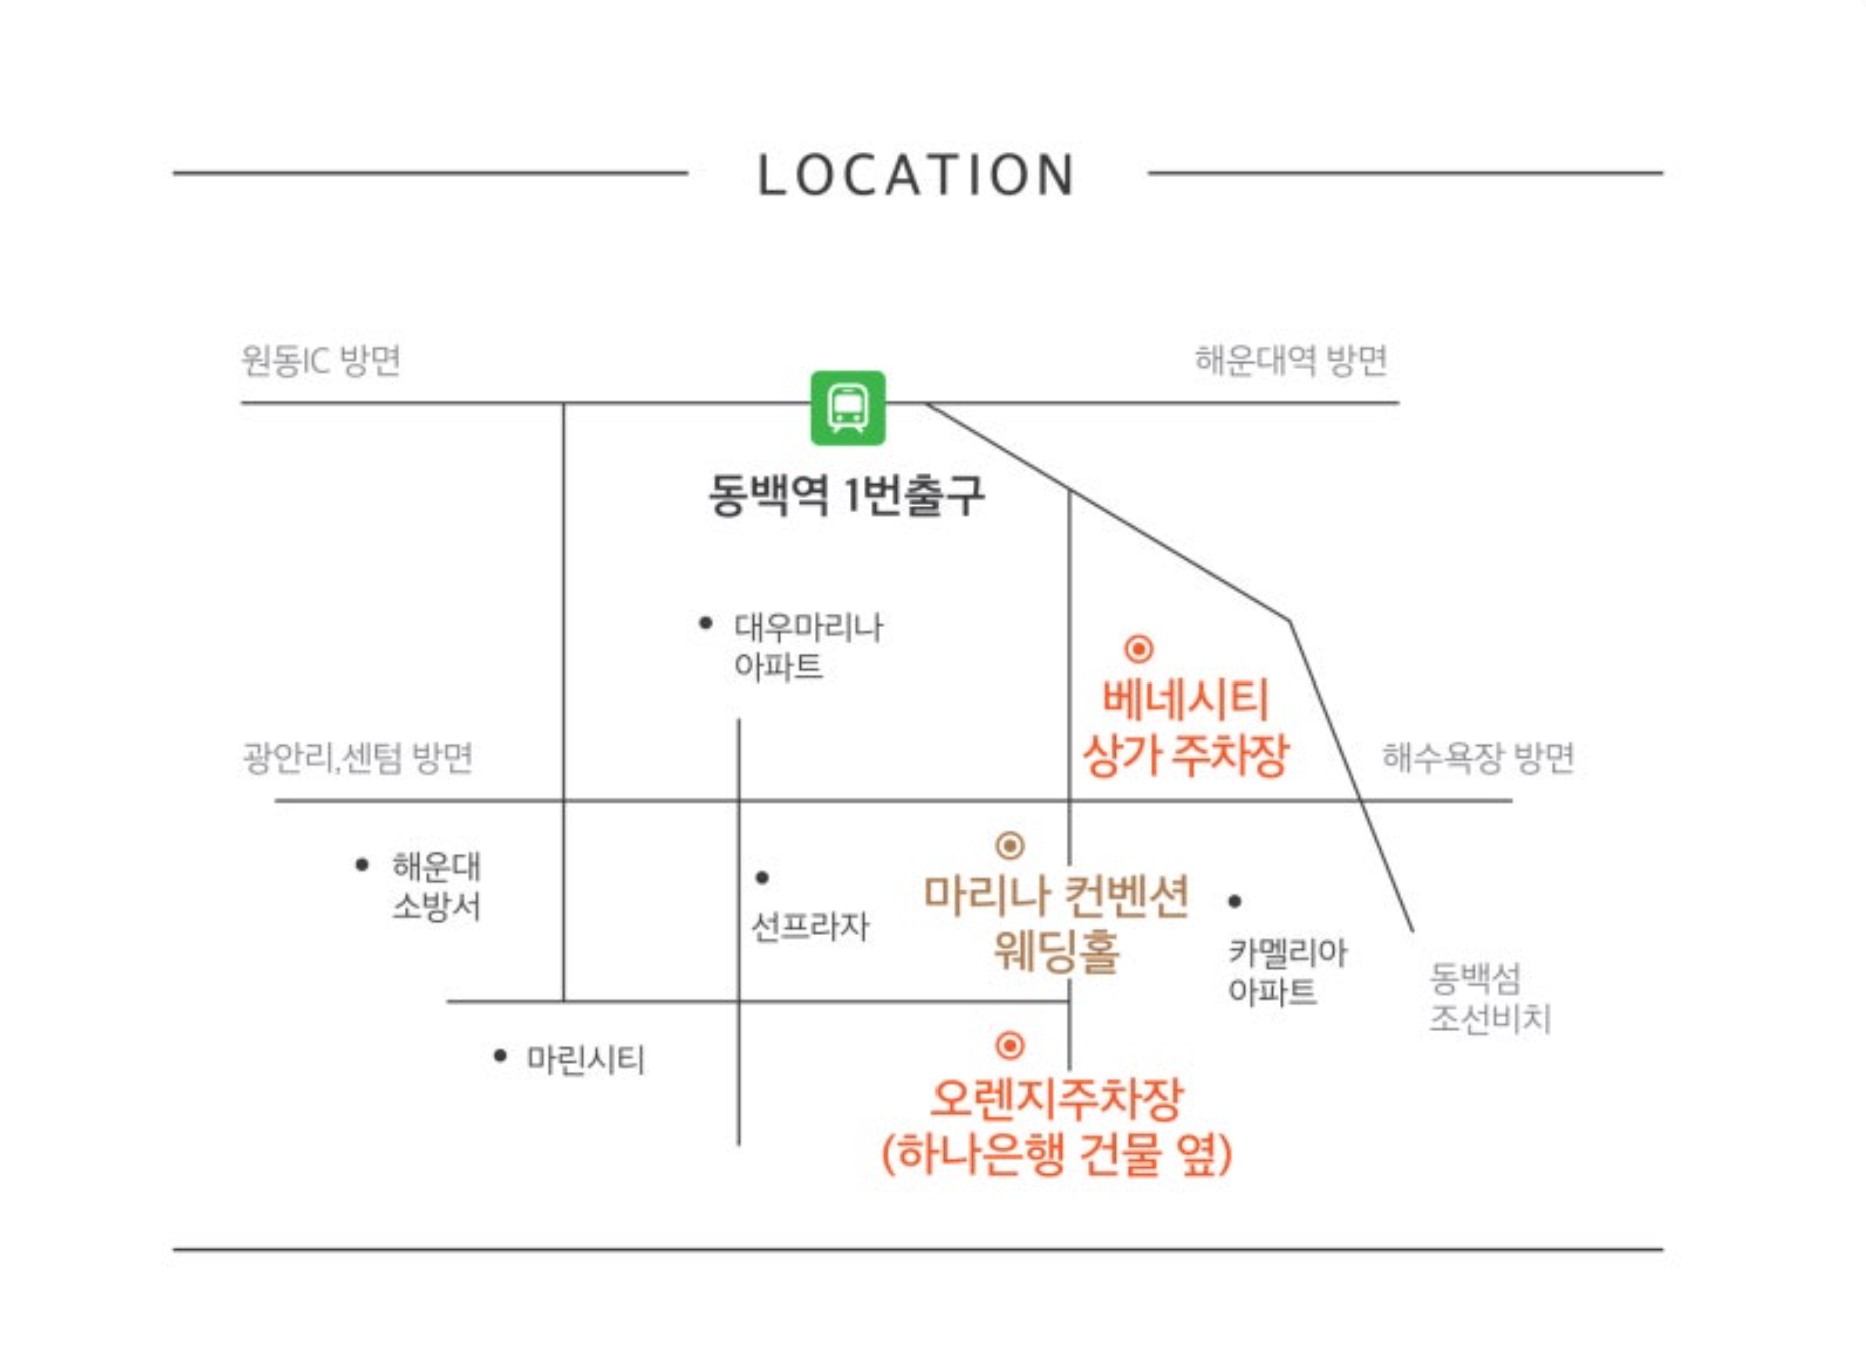 LOCATION
원동IC 방면
해운대역 방면
동백역 1번출구
대우마리나
아파트
베네시티
상가 주차장
광안리,센텀 방면
해수욕장 방면
해운대
소방서
선프라자
마리나 컨벤션
웨딩홀
카멜리아
아파트
동백섬
조선비치
마린시티
오렌지주차장
(하나은행 건물 옆)